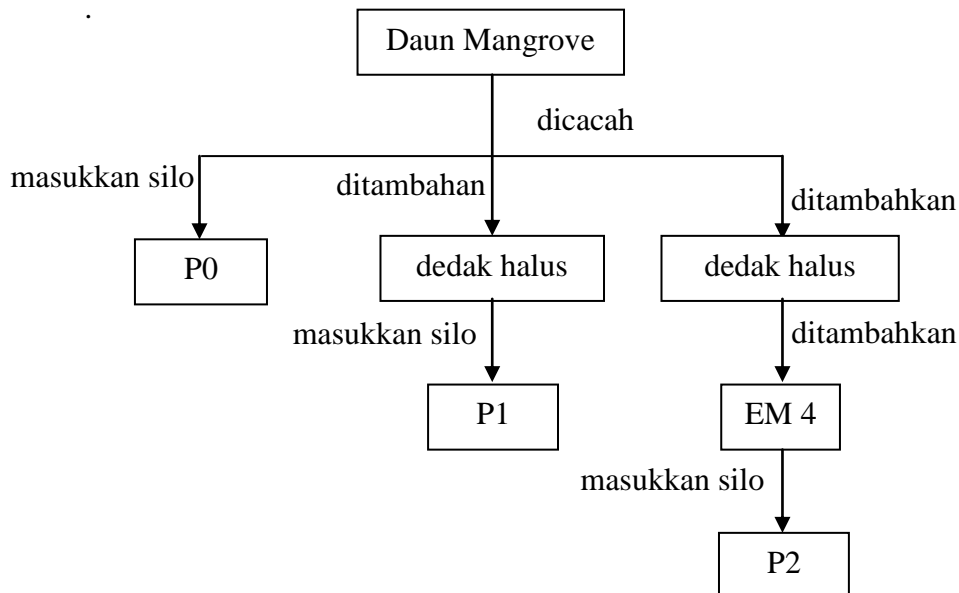 .
Daun Mangrove
dicacah
masukkan silo
ditambahan
ditambahkan
P0
dedak halus
dedak halus
masukkan silo
ditambahkan
P1
EM 4
masukkan silo
P2